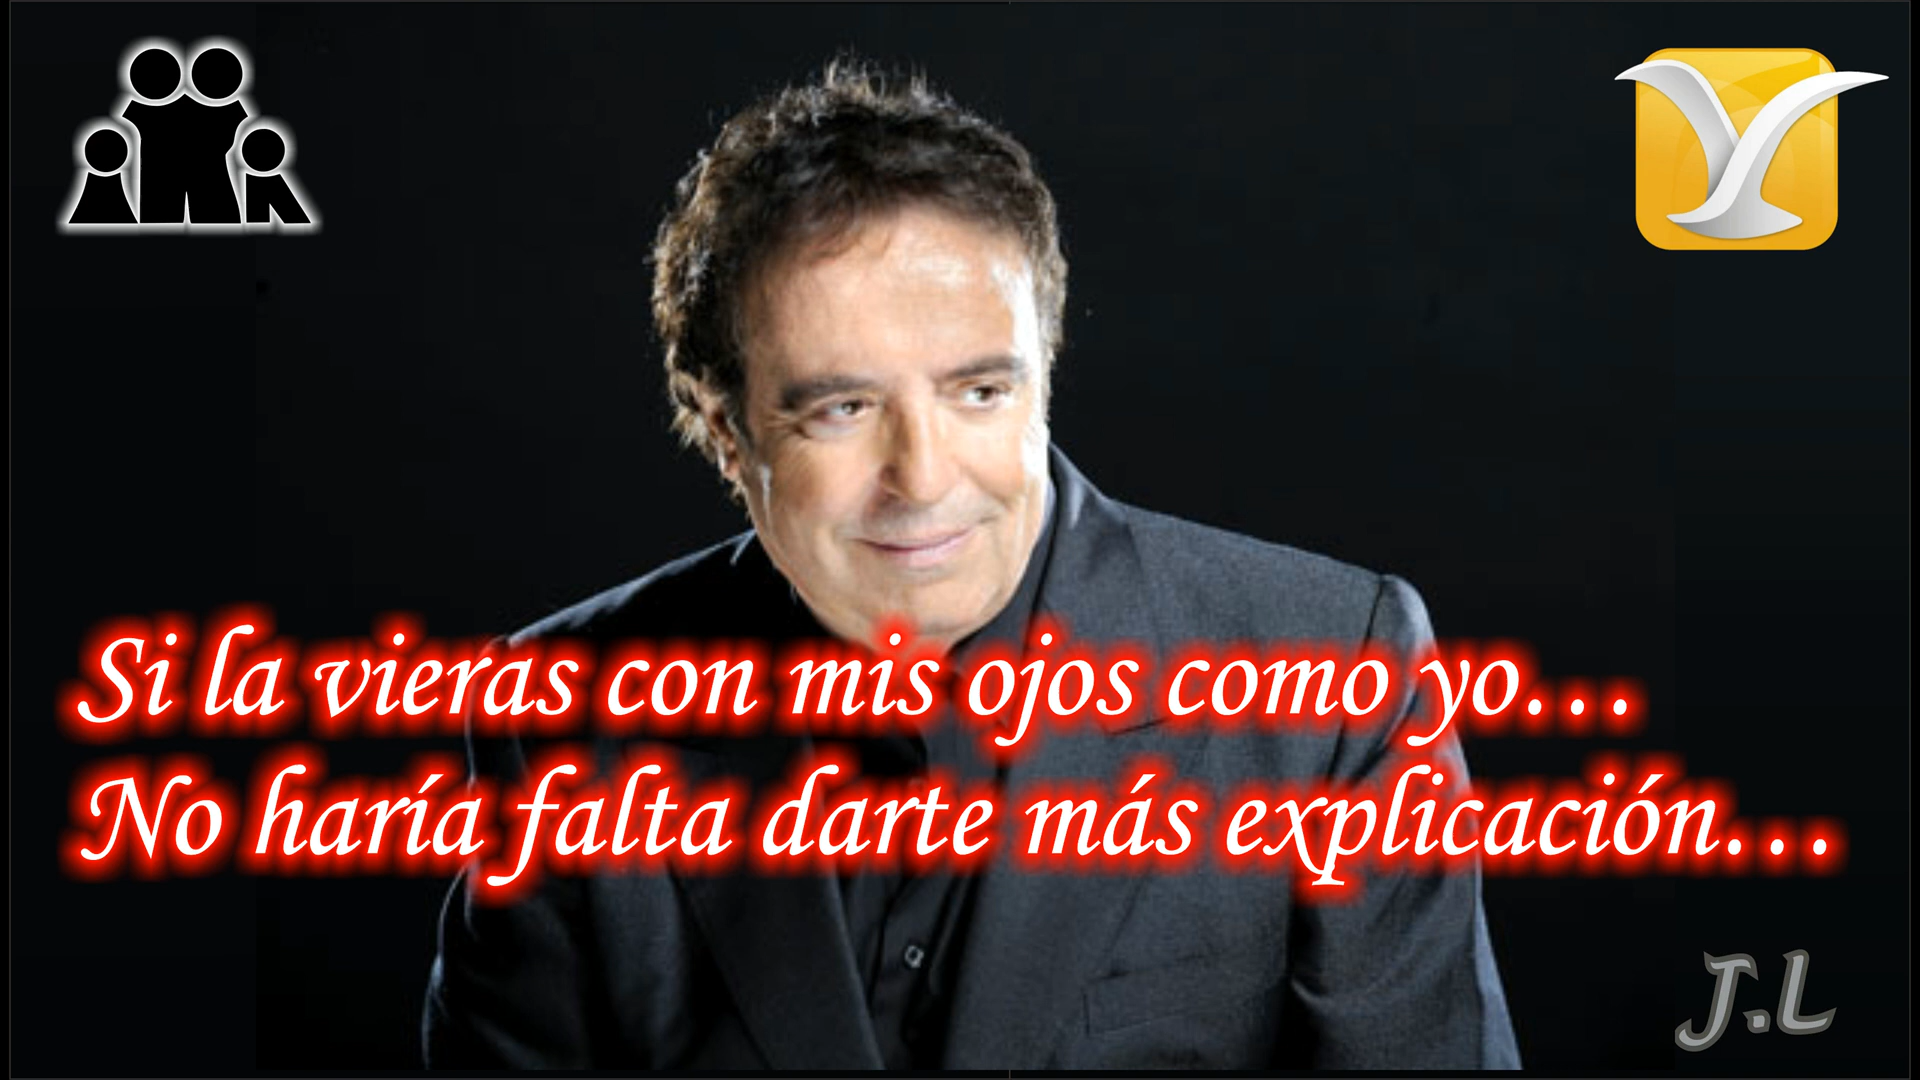 Si la vieras con mis ojos como yo...
No haría falta darte más explicación...
J.L